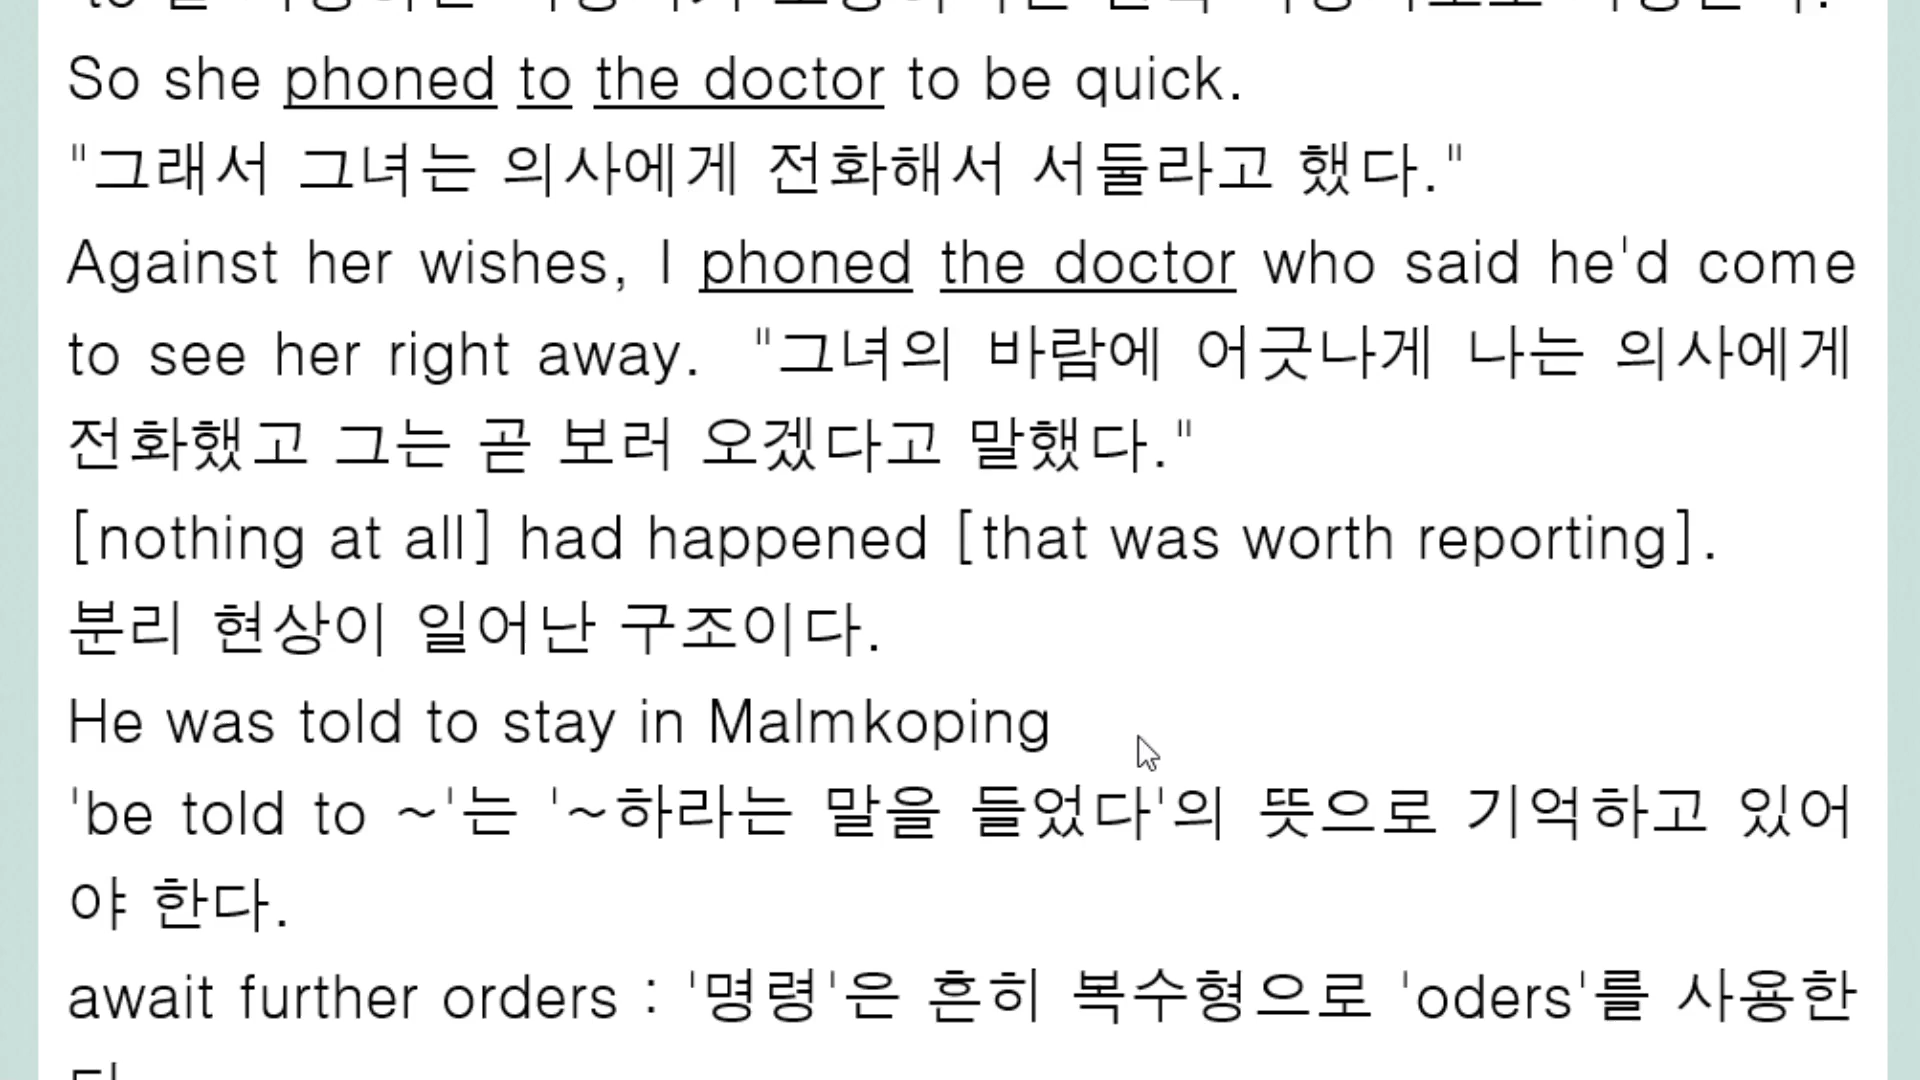 So she phoned to the doctor to be quick.
"그래서 그녀는 의사에게 전화해서 서둘라고 했다."
Against her wishes, I phoned the doctor who said he'd come
to see her right away. "그녀의 바람에 어긋나게 나는 의사에게
전화했고 그는 곧 보러 오겠다고 말했다."
[nothing at all] had happened [that was worth reporting].
분리 현상이 일어난 구조이다.
He was told to stay in Malmkoping
'be told to ~'는 '~하라는 말을 들었다'의 뜻으로 기억하고 있어
야 한다.
await further orders : '명령'은 흔히 복수형으로 'oders'를 사용한